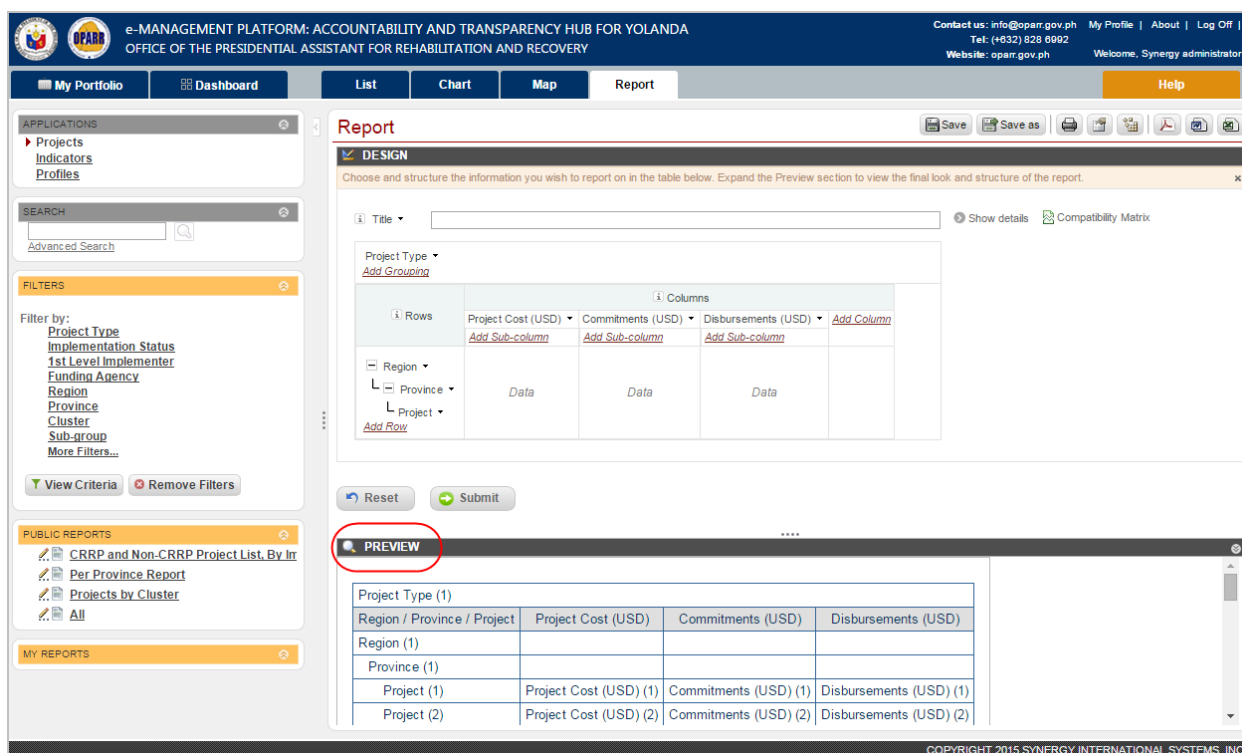 e-MANAGEMENT PLATFORM: ACCOUNTABILITY AND TRANSPARENCY HUB FOR YOLANDA
OFFICE OF THE PRESIDENTIAL ASSISTANT FOR REHABILITATION AND RECOVERY
OPARR
Contact us: info@oparr.gov.ph My Profile | About | Log Off |
Tel: (+632) 828 6992
Website: oparr.gov.ph Welcome, Synergy administrator
My Portfolio Dashboard List Chart Map Report Help
APPLICATIONS
Projects
Indicators
Profiles
SEARCH
Advanced Search
FILTERS
Filter by:
Project Type
Implementation Status
1st Level Implementer
Funding Agency
Region
Province
Cluster
Sub-group
More Filters...
View Criteria Remove Filters
PUBLIC REPORTS
CRRP and Non-CRRP Project List, By Im
Per Province Report
Projects by Cluster
All
MY REPORTS
Report Save Save as
DESIGN
Choose and structure the information you wish to report on in the table below. Expand the Preview section to view the final look and structure of the report. x
Title Show details Compatibility Matrix
Project Type
Add Grouping
Rows Columns
Project Cost (USD) Commitments (USD) Disbursements (USD) Add Column
Add Sub-column Add Sub-column Add Sub-column
Region
Province Data Data Data
Project
Add Row
Reset Submit
PREVIEW
Project Type (1)
Region / Province / Project Project Cost (USD) Commitments (USD) Disbursements (USD)
Region (1)
Province (1)
Project (1) Project Cost (USD) (1) Commitments (USD) (1) Disbursements (USD) (1)
Project (2) Project Cost (USD) (2) Commitments (USD) (2) Disbursements (USD) (2)
COPYRIGHT 2015 SYNERGY INTERNATIONAL SYSTEMS, INC